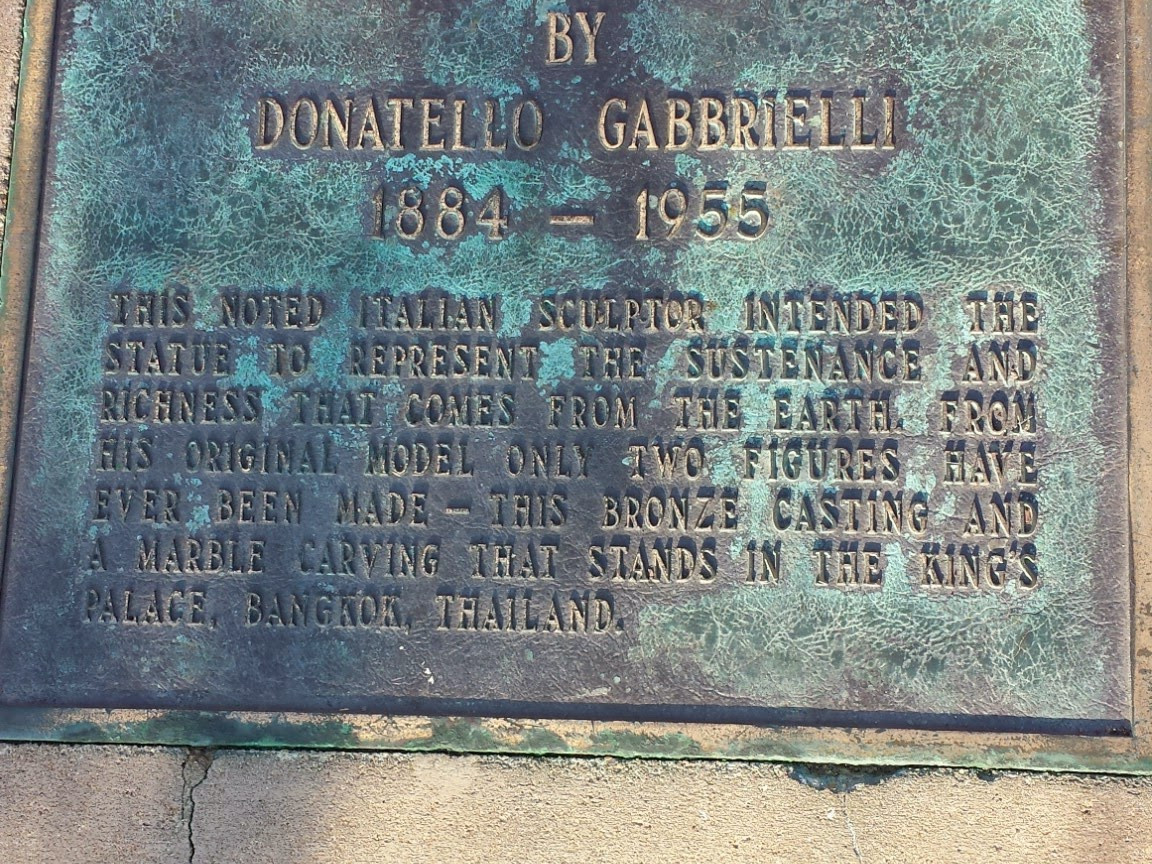 BY
DONATELLO GABBRIELLI
1884 – 1955
THIS NOTED ITALIAN SCULPTOR INTENDED THE
STATUE TO REPRESENT THE SUSTENANCE AND
RICHNESS THAT COMES FROM THE EARTH. FROM
HIS ORIGINAL MODEL ONLY TWO FIGURES HAVE
EVER BEEN MADE – THIS BRONZE CASTING AND
A MARBLE CARVING THAT STANDS IN THE KING'S
PALACE, BANGKOK, THAILAND.